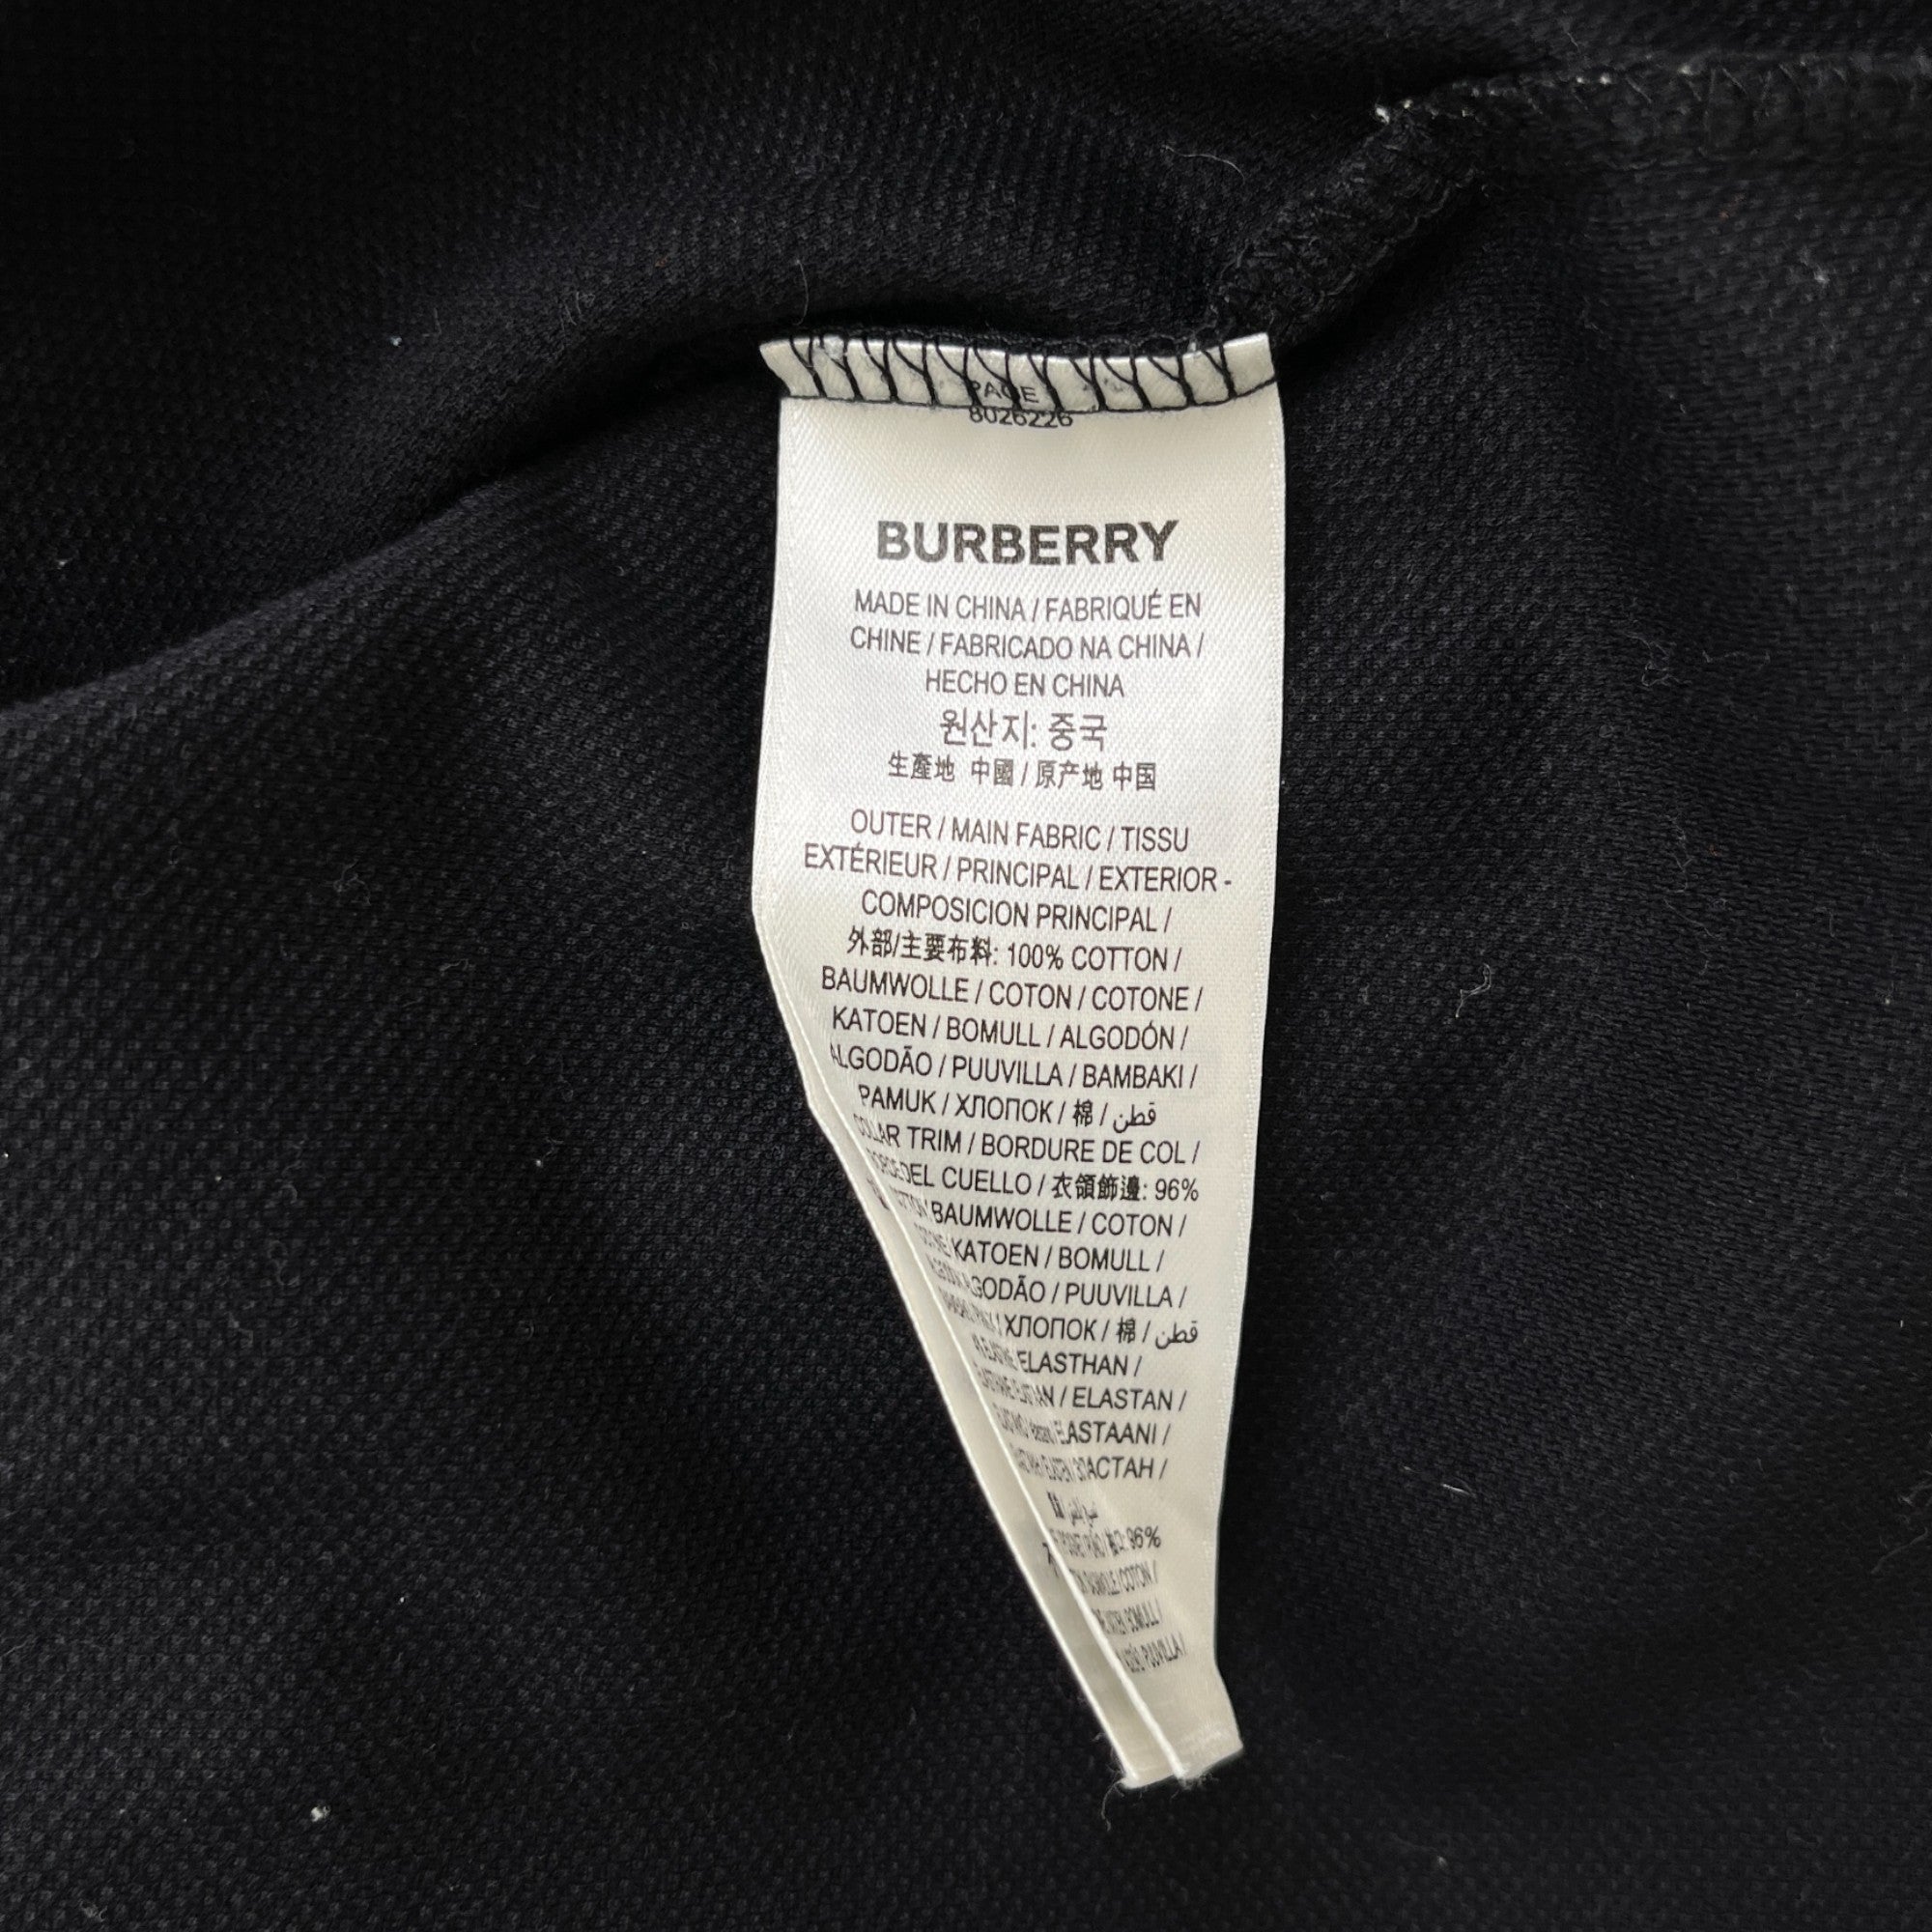 PAGE
8026226
BURBERRY
MADE IN CHINA / FABRIQUÉ EN
CHINE / FABRICADO NA CHINA /
HECHO EN CHINA
원산지: 중국
生產地 中國 / 原产地 中国
OUTER / MAIN FABRIC / TISSU
EXTÉRIEUR / PRINCIPAL / EXTERIOR -
COMPOSICION PRINCIPAL /
外部/主要布料: 100% COTTON /
BAUMWOLLE / COTON / COTONE /
KATOEN / BOMULL / ALGODÓN /
ALGODÃO / PUUVILLA / BAMBAKI /
PAMUK / ХЛОПОК / 棉 / قطن
COLLAR TRIM / BORDURE DE COL /
DEL CUELLO / 衣領飾邊: 96%
BAUMWOLLE / COTON /
KATOEN / BOMULL /
ALGODÃO / PUUVILLA /
/ ХЛОПОК / 棉 / قطن
ELASTHAN /
/ ELASTAN /
ELASTAANI /
ЭЛАСТАН /
96%
/ COTON /
BOMULL /
PUUVILLA /